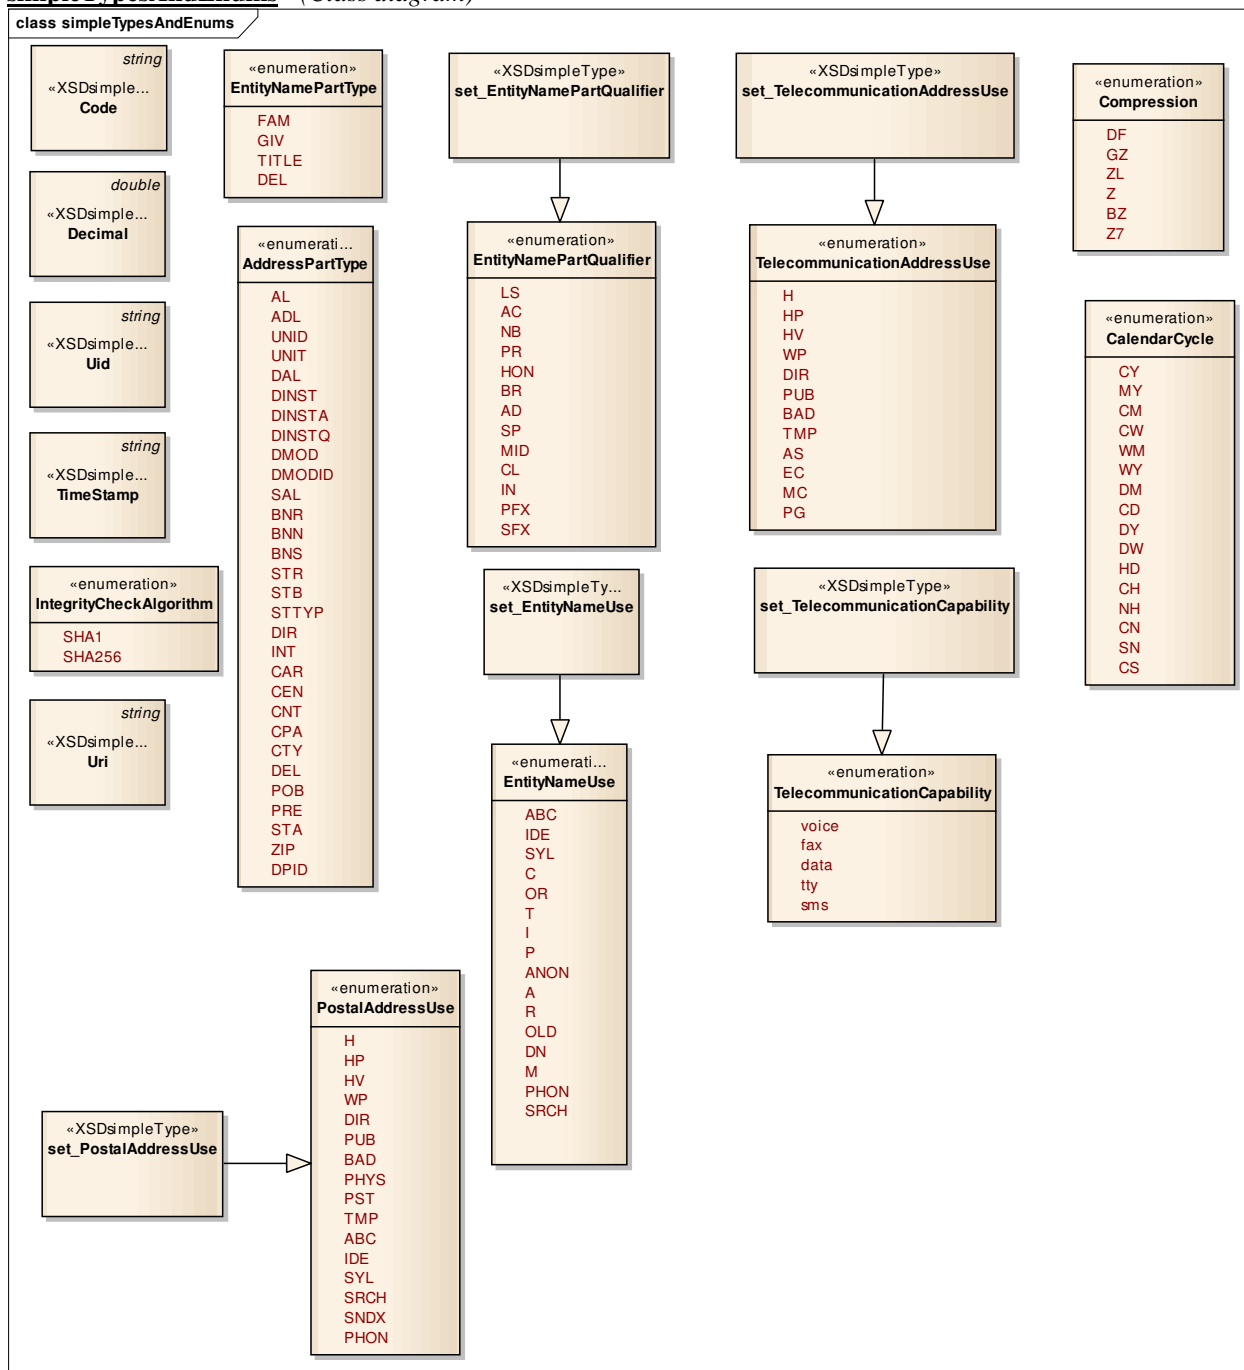 simpleTypesAndEnums (Class diagram)
class simpleTypesAndEnums
string
«XSDsimple...
Code
double
«XSDsimple...
Decimal
string
«XSDsimple...
Uid
string
«XSDsimple...
TimeStamp
«enumeration»
IntegrityCheckAlgorithm
SHA1
SHA256
string
«XSDsimple...
Uri
«enumeration»
EntityNamePartType
FAM
GIV
TITLE
DEL
«enumerati...
AddressPartType
AL
ADL
UNID
UNIT
DAL
DINST
DINSTA
DINSTQ
DMOD
DMODID
SAL
BNR
BNN
BNS
STR
STB
STTYP
DIR
INT
CAR
CEN
CNT
CPA
CTY
DEL
POB
PRE
STA
ZIP
DPID
«XSDsimpleType»
set_EntityNamePartQualifier
«enumeration»
EntityNamePartQualifier
LS
AC
NB
PR
HON
BR
AD
SP
MID
CL
IN
PFX
SFX
«XSDsimpleTy...
set_EntityNameUse
«enumerati...
EntityNameUse
ABC
IDE
SYL
C
OR
T
I
P
ANON
A
R
OLD
DN
M
PHON
SRCH
«XSDsimpleType»
set_TelecommunicationAddressUse
«enumeration»
TelecommunicationAddressUse
H
HP
HV
WP
DIR
PUB
BAD
TMP
AS
EC
MC
PG
«XSDsimpleType»
set_TelecommunicationCapability
«enumeration»
TelecommunicationCapability
voice
fax
data
tty
sms
«enumeration»
Compression
DF
GZ
ZL
Z
BZ
Z7
«enumeration»
CalendarCycle
CY
MY
CM
CW
WM
WY
DM
CD
DY
DW
HD
CH
NH
CN
SN
CS
«XSDsimpleType»
set_PostalAddressUse
«enumeration»
PostalAddressUse
H
HP
HV
WP
DIR
PUB
BAD
PHYS
PST
TMP
ABC
IDE
SYL
SRCH
SNDX
PHON